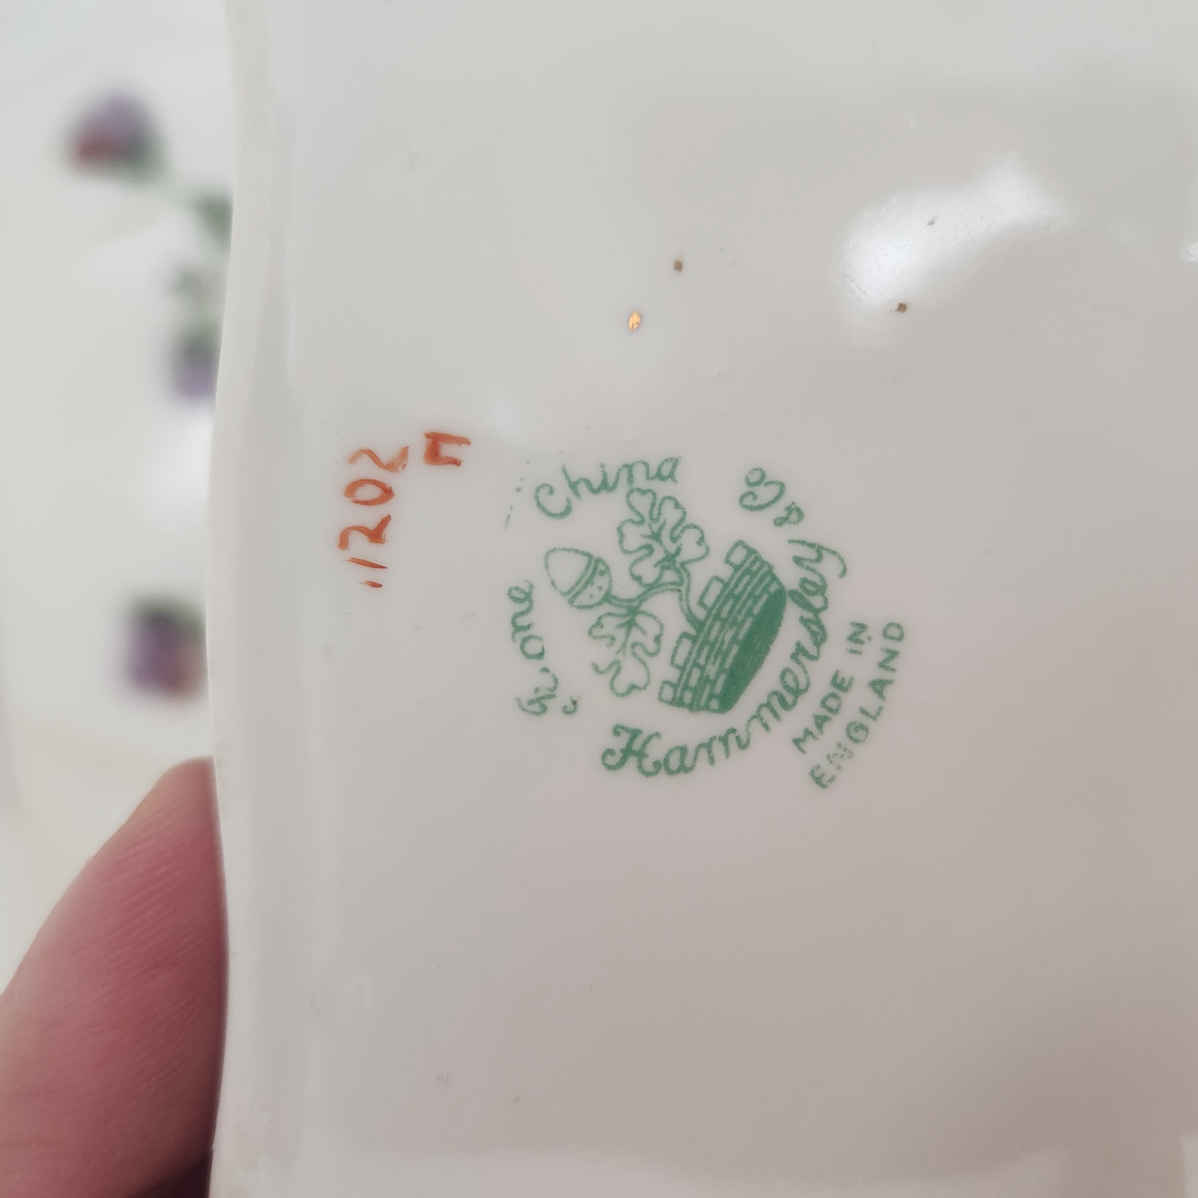 Bone China
Hammersley & Co
MADE IN
ENGLAND
11202